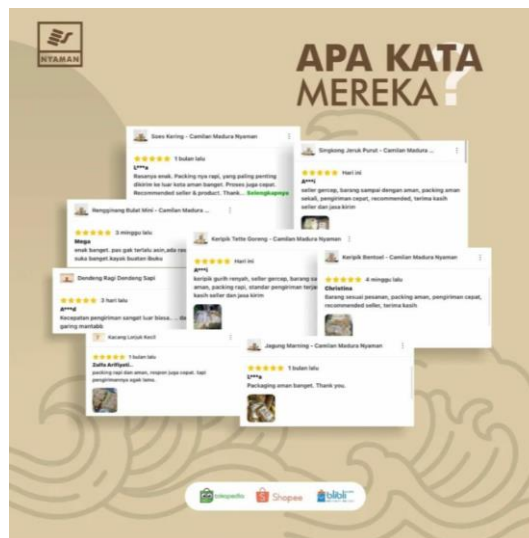 NYAMAN
APA KATA
MEREKA?
Soes Kering - Camilan Madura Nyaman
1 bulan lalu
L***a
Rasanya enak. Packing nya rapi, yang paling penting
dikirim ke luar kota aman banget. Proses juga cepat.
Recommended seller & product. Thank... Selengkapnya
Singkong Jeruk Purut - Camilan Madura ...
Hari ini
A***i
seller gercep, barang sampai dengan aman, packing aman
sekali, pengiriman cepat, recommended, terima kasih
seller dan jasa kirim
Rengginang Bulat Mini - Camilan Madura ...
3 minggu lalu
Mega
enak banget. pas gak terlalu asin,ada
suka banget kayak buatan ibuku
Keripik Tette Goreng - Camilan Madura Nyaman
Hari ini
A***i
keripik gurih renyah, seller gercep, barang
aman, packing rapi, standar pengiriman
kasih seller dan jasa kirim
Keripik Bentoel - Camilan Madura Nyaman
4 minggu lalu
Christina
Barang sesuai pesanan, packing aman, pengiriman cepat,
recommended seller, terima kasih
Dendeng Ragi Dendeng Sapi
3 hari lalu
A***d
Kecepatan pengiriman sangat luar biasa..
garing mantabb
Kacang Lorjuk Kecil
1 bulan lalu
Zulfa Arifiyati..
packing rapi dan aman, respon juga cepat. tapi
pengirimannya agak lama.
Jagung Marning - Camilan Madura Nyaman
1 bulan lalu
L***a
Packaging aman banget. Thank you.
tokopedia
Shopee
blibli